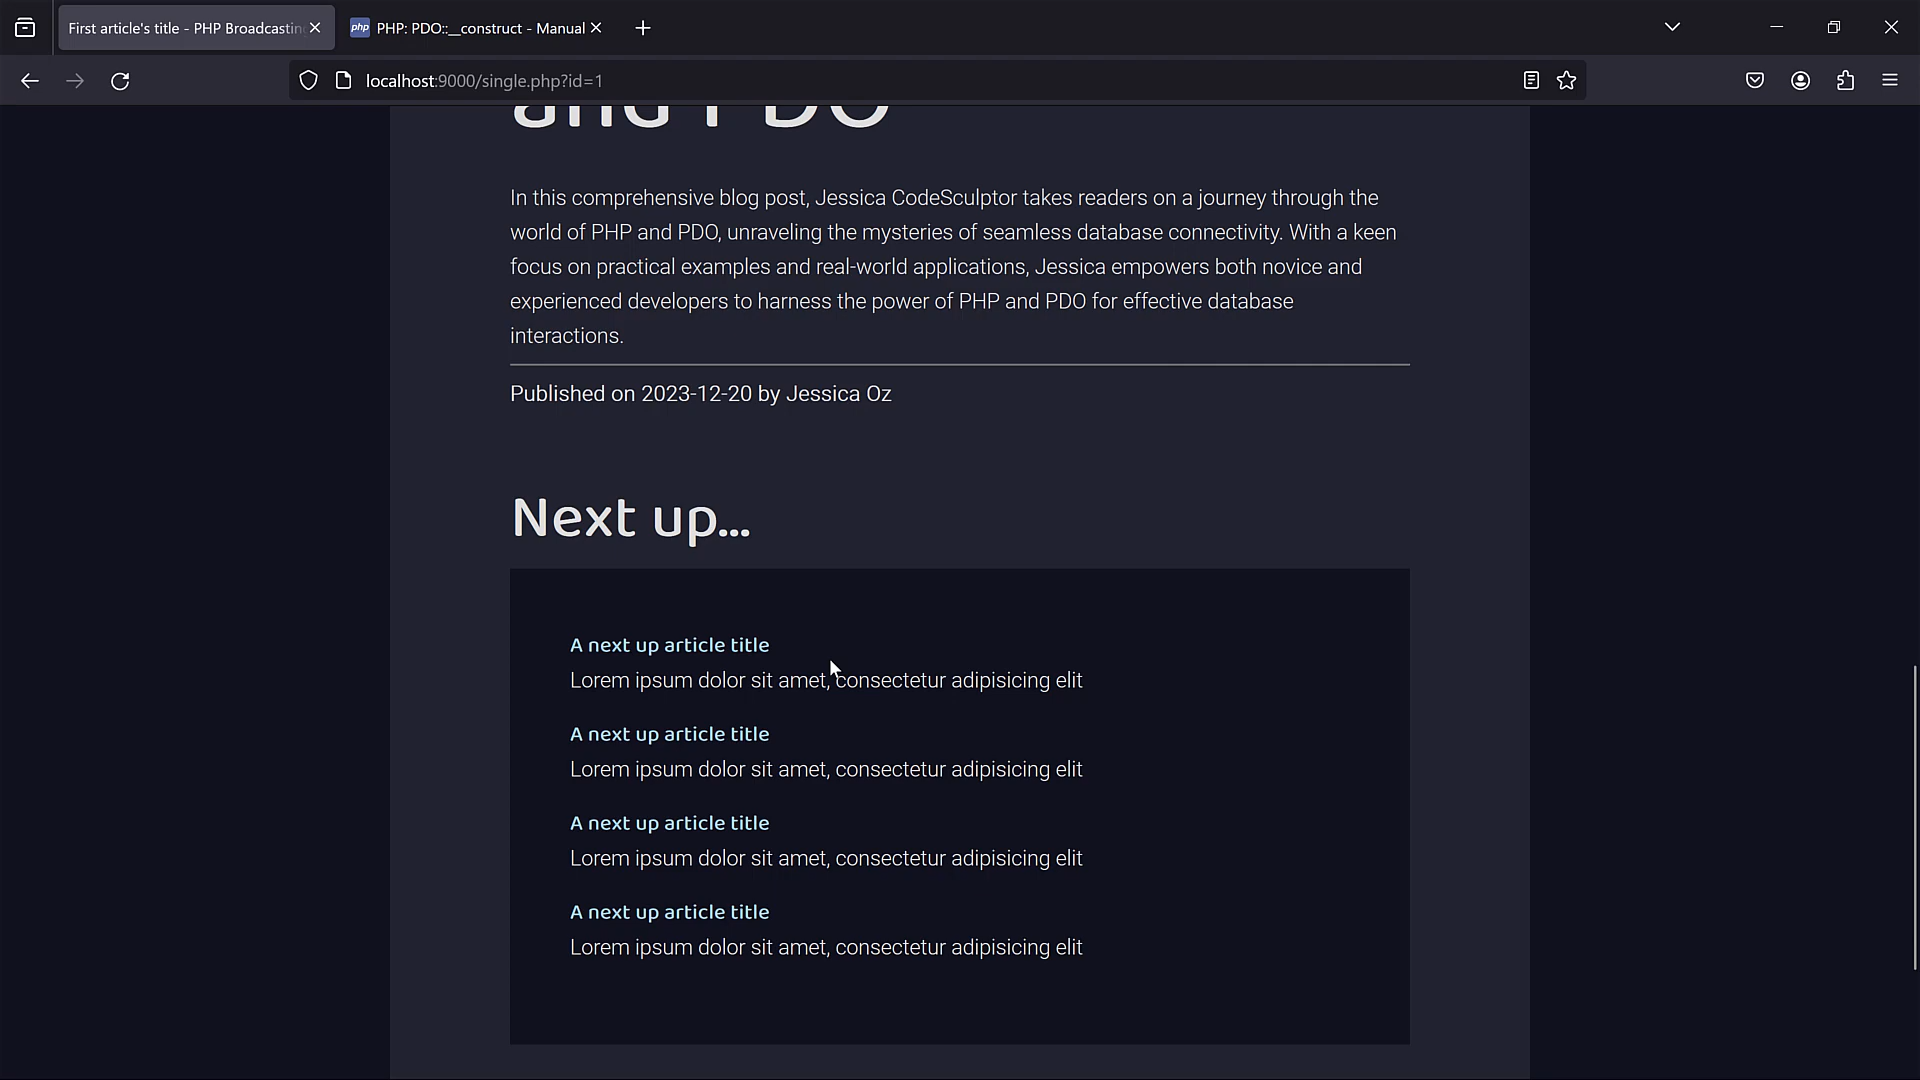 First article's title - PHP Broadcastin
php PHP: PDO::__construct - Manual
localhost:9000/single.php?id=1
and PDO
In this comprehensive blog post, Jessica CodeSculptor takes readers on a journey through the
world of PHP and PDO, unraveling the mysteries of seamless database connectivity. With a keen
focus on practical examples and real-world applications, Jessica empowers both novice and
experienced developers to harness the power of PHP and PDO for effective database
interactions.
Published on 2023-12-20 by Jessica Oz
Next up...
A next up article title
Lorem ipsum dolor sit amet, consectetur adipisicing elit
A next up article title
Lorem ipsum dolor sit amet, consectetur adipisicing elit
A next up article title
Lorem ipsum dolor sit amet, consectetur adipisicing elit
A next up article title
Lorem ipsum dolor sit amet, consectetur adipisicing elit